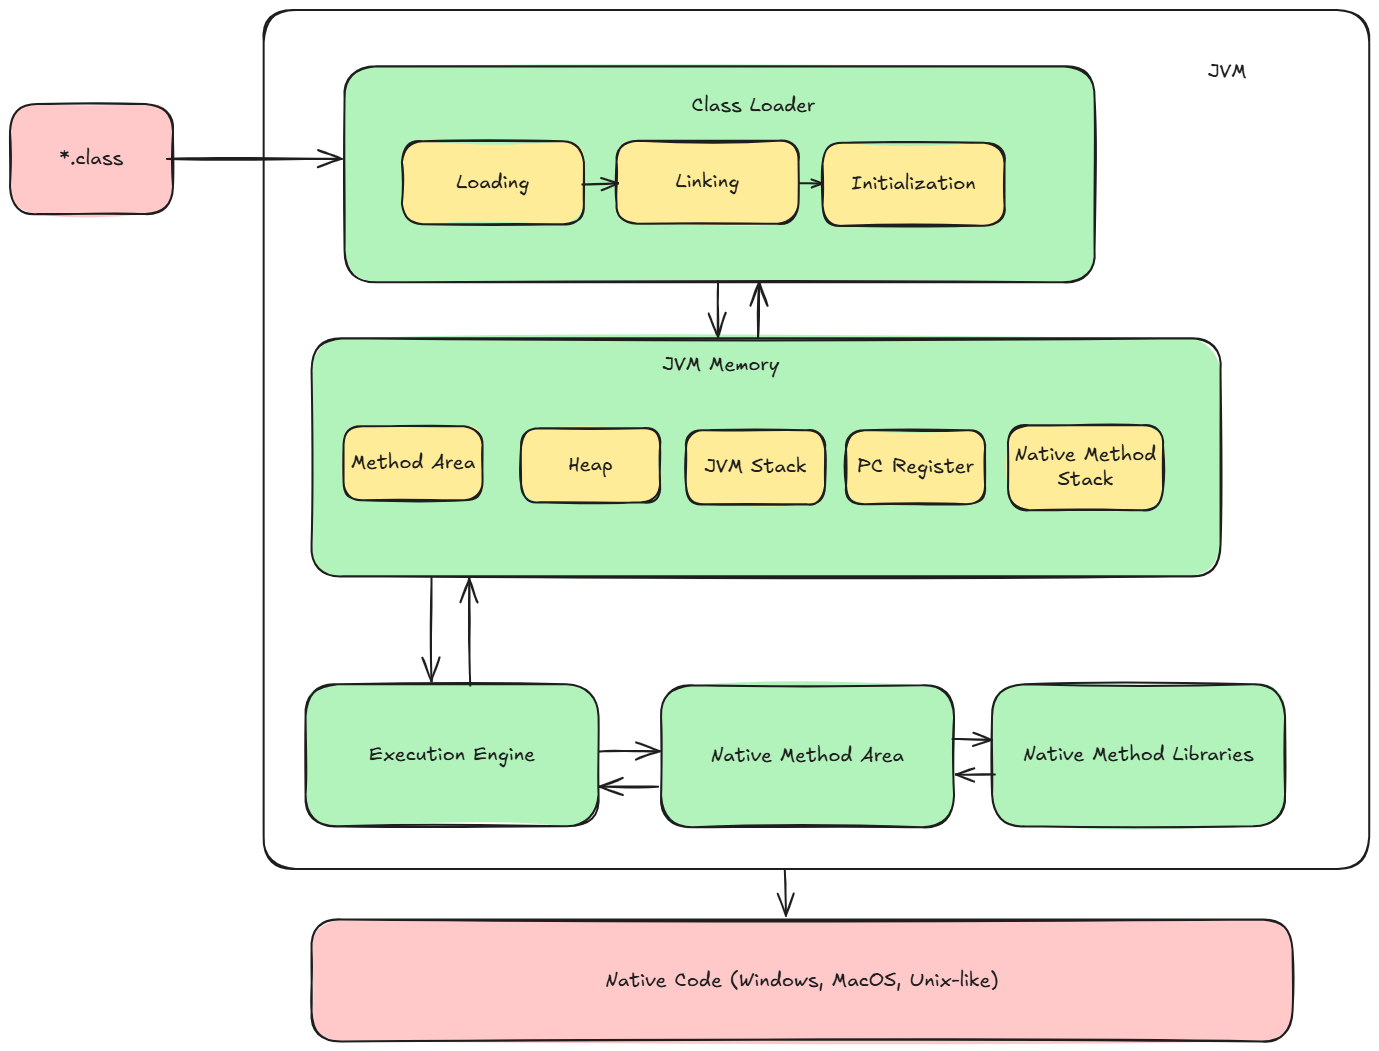 JVM
Class Loader
*.class
Loading
Linking
Initialization
JVM Memory
Method Area
Heap
JVM Stack
PC Register
Native Method
Stack
Execution Engine
Native Method Area
Native Method Libraries
Native Code (Windows, MacOS, Unix-like)